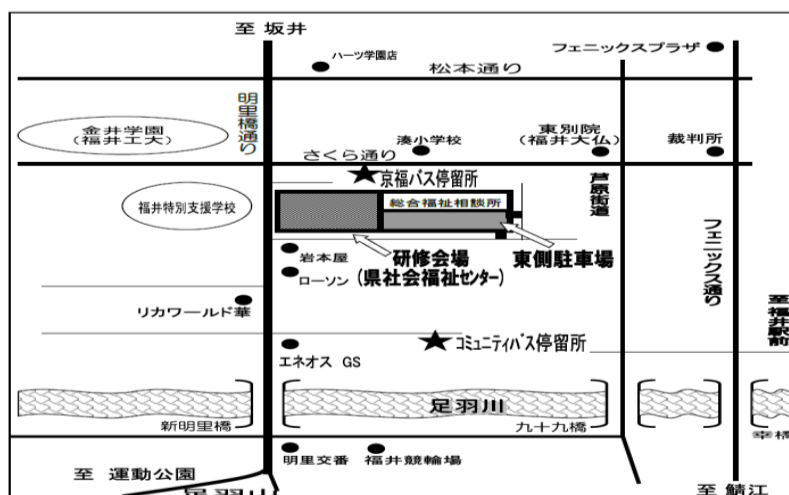 至 坂井
ハーツ学園店
フェニックスプラザ
松本通り
明里橋通り
金井学園
(福井工大)
湊小学校
東別院
(福井大仏)
裁判所
さくら通り
京福バス停留所
芦原街道
福井特別支援学校
総合福祉相談所
フェニックス通り
岩本屋
研修会場
(県社会福祉センター)
東側駐車場
ローソン
リカワールド華
至福井駅前
コミュニティバス停留所
エネオス GS
足羽川
新明里橋
九十九橋
幸橋
明里交番
福井競輪場
至 運動公園
足羽川
至 鯖江